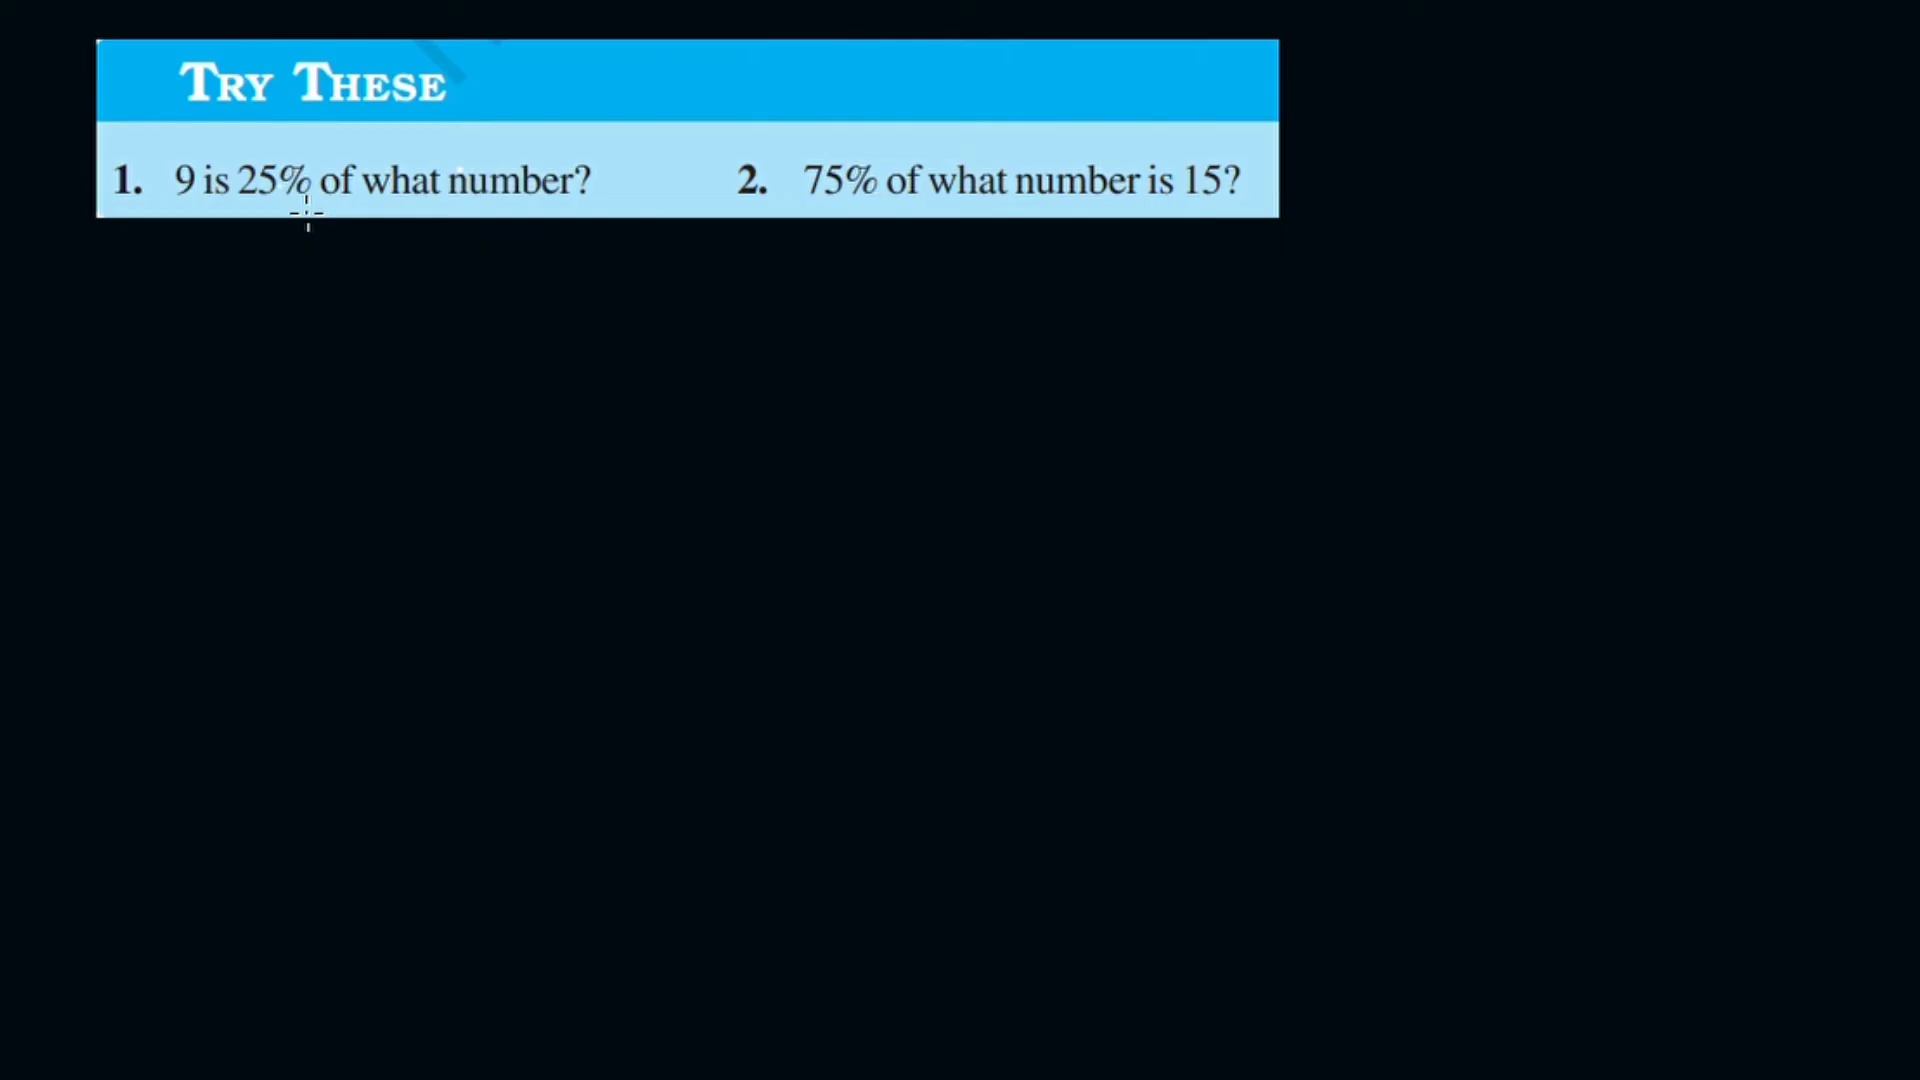 TRY THESE
1. 9 is 25% of what number? 2. 75% of what number is 15?